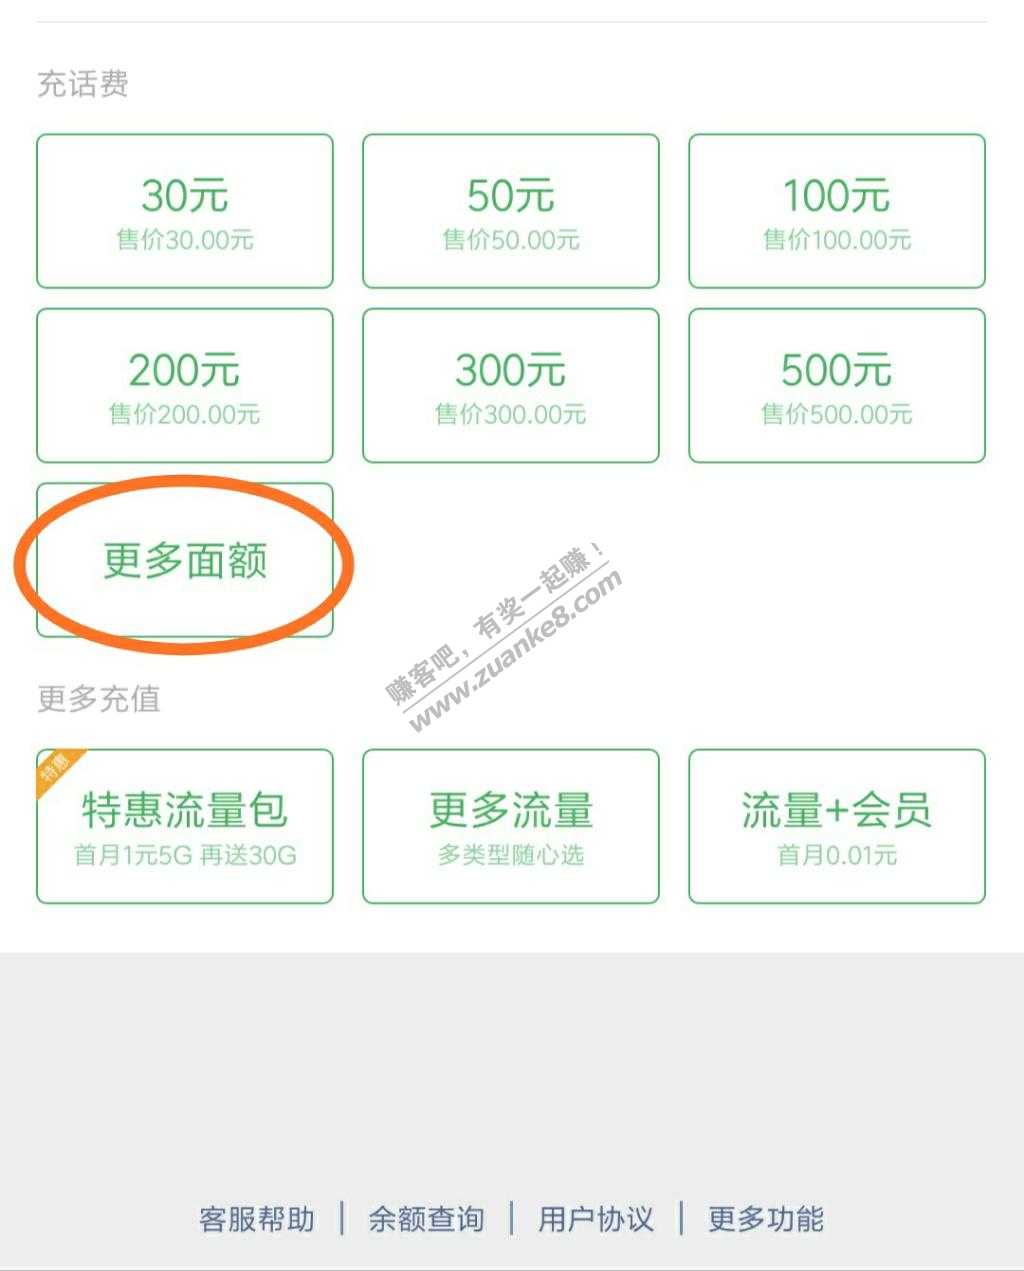 充话费
30元
售价30.00元
50元
售价50.00元
100元
售价100.00元
200元
售价200.00元
300元
售价300.00元
500元
售价500.00元
更多面额
赚客吧，有奖一起赚！
www.zuanke8.com
更多充值
特惠
特惠流量包
首月1元5G 再送30G
更多流量
多类型随心选
流量+会员
首月0.01元
客服帮助 | 余额查询 | 用户协议 | 更多功能